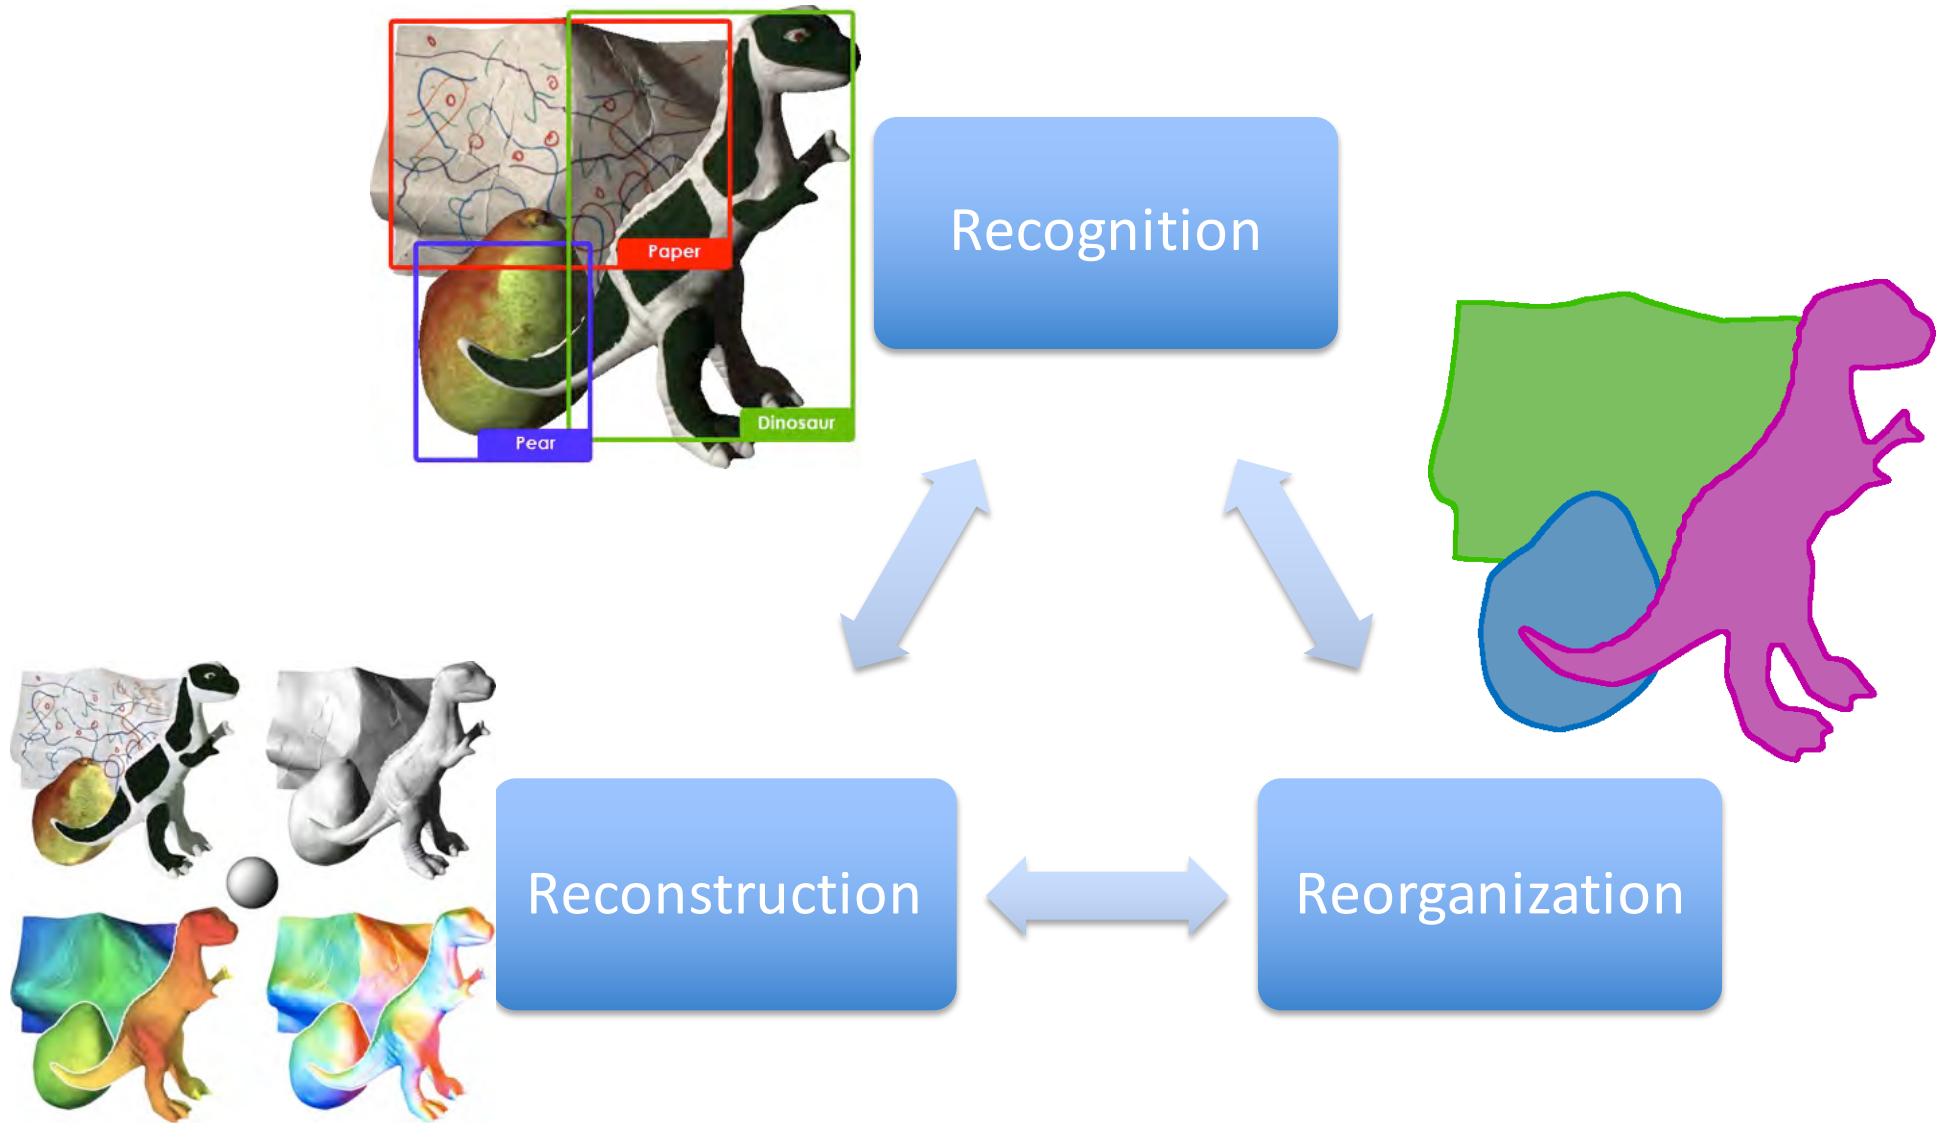 Paper
Dinosaur
Pear
Recognition
Reconstruction
Reorganization